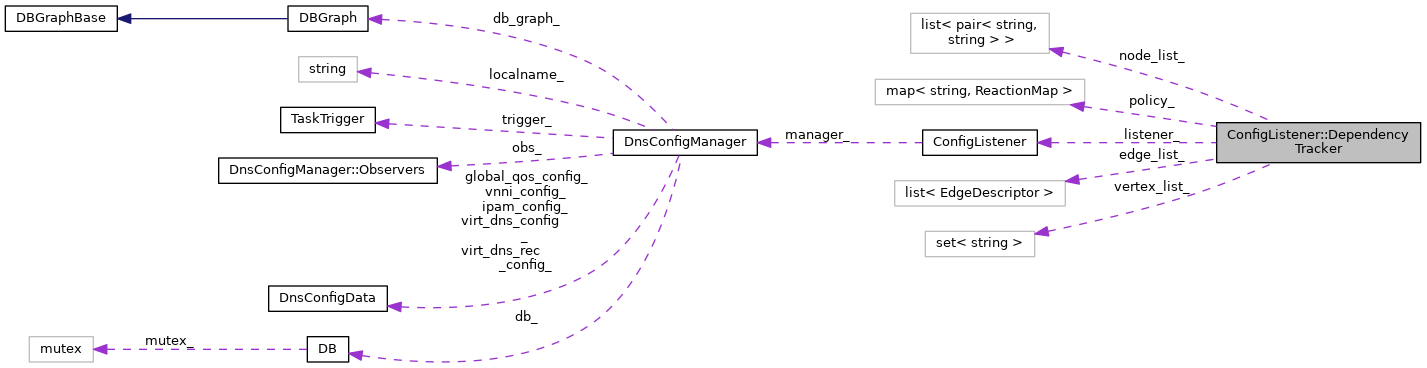 DBGraphBase
DBGraph
db_graph_
list< pair< string,
string > >
node_list_
string
localname_
map< string, ReactionMap >
policy_
TaskTrigger
trigger_
DnsConfigManager
manager_
ConfigListener
listener_
ConfigListener::Dependency
Tracker
obs_
DnsConfigManager::Observers
edge_list_
list< EdgeDescriptor >
global_qos_config_
vnni_config_
ipam_config_
virt_dns_config
_
virt_dns_rec
_config_
vertex_list_
set< string >
DnsConfigData
db_
mutex
mutex_
DB